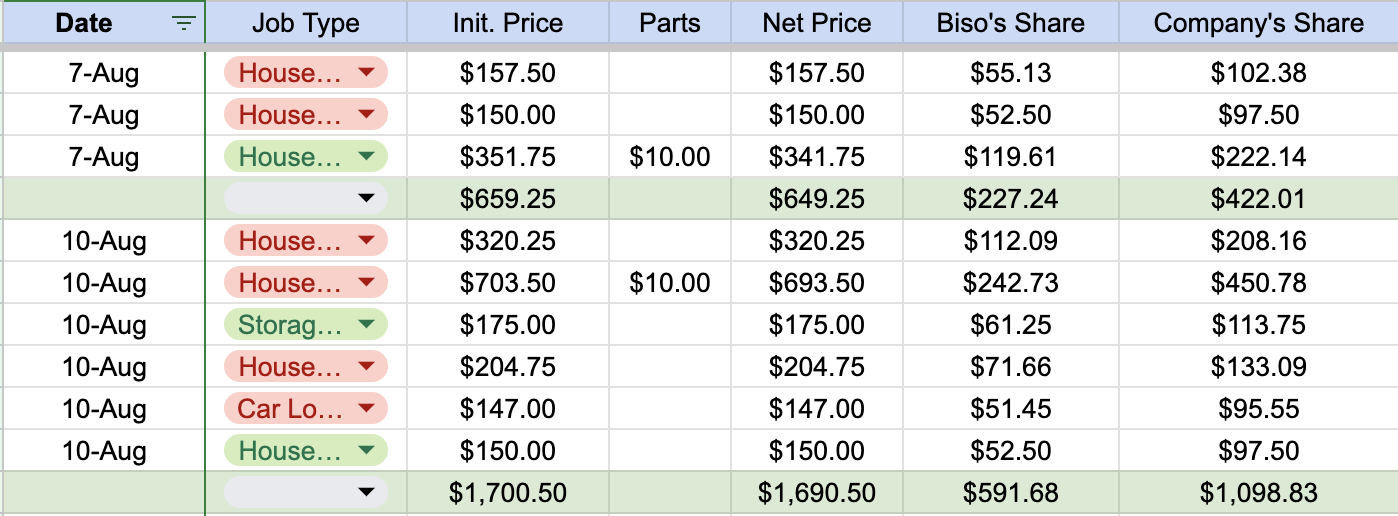 Date Job Type Init. Price Parts Net Price Biso's Share Company's Share
7-Aug House... $157.50 $157.50 $55.13 $102.38
7-Aug House... $150.00 $150.00 $52.50 $97.50
7-Aug House... $351.75 $10.00 $341.75 $119.61 $222.14
$659.25 $649.25 $227.24 $422.01
10-Aug House... $320.25 $320.25 $112.09 $208.16
10-Aug House... $703.50 $10.00 $693.50 $242.73 $450.78
10-Aug Storag... $175.00 $175.00 $61.25 $113.75
10-Aug House... $204.75 $204.75 $71.66 $133.09
10-Aug Car Lo... $147.00 $147.00 $51.45 $95.55
10-Aug House... $150.00 $150.00 $52.50 $97.50
$1,700.50 $1,690.50 $591.68 $1,098.83